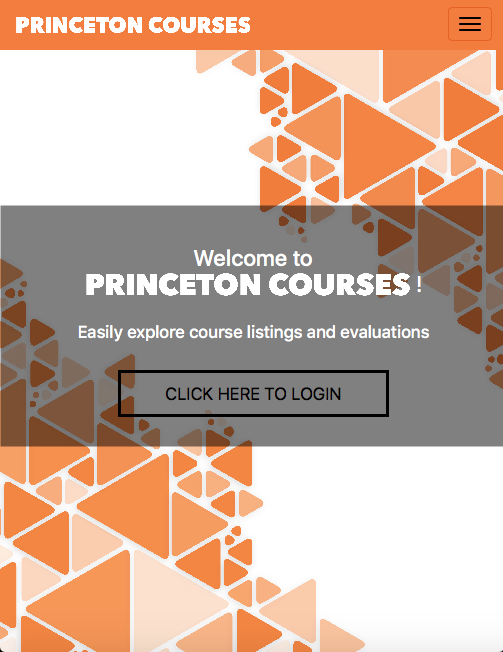 PRINCETON COURSES
Welcome to
PRINCETON COURSES !
Easily explore course listings and evaluations
CLICK HERE TO LOGIN